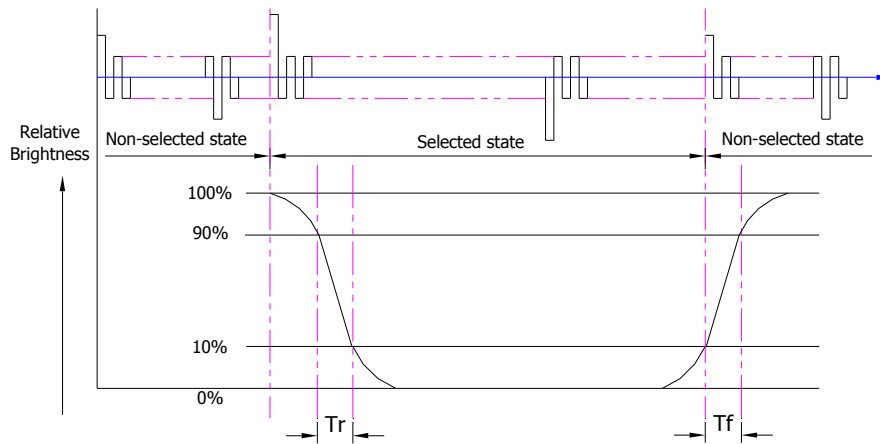 Relative
Brightness
Non-selected state
Selected state
Non-selected state
100%
90%
10%
0%
Tr
Tf